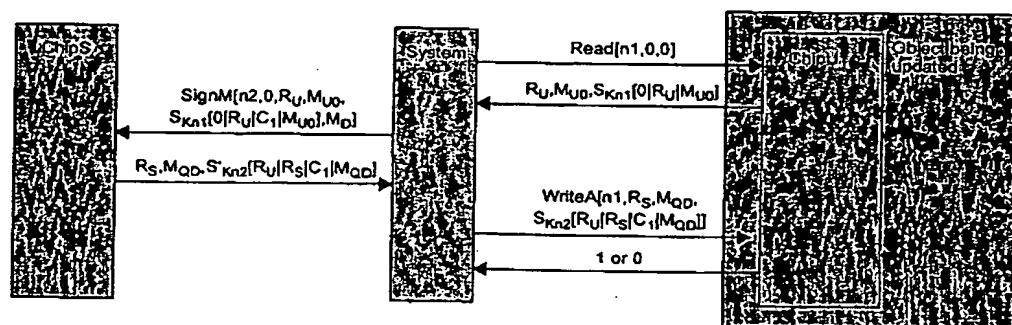 ChipS
System
Read[n1,0,0]
ChipU
Object being
updated
R_U,M_U0,S_Kn1[0|R_U|M_U0]
SignM[n2,0,R_U,M_U0,
S_Kn1[0|R_U|C_1|M_U0],M_D]
R_S,M_QD,S*_Kn2[R_U|R_S|C_1|M_QD]
WriteA[n1,R_S,M_QD,
S_Kn2[R_U|R_S|C_1|M_QD]]
1 or 0